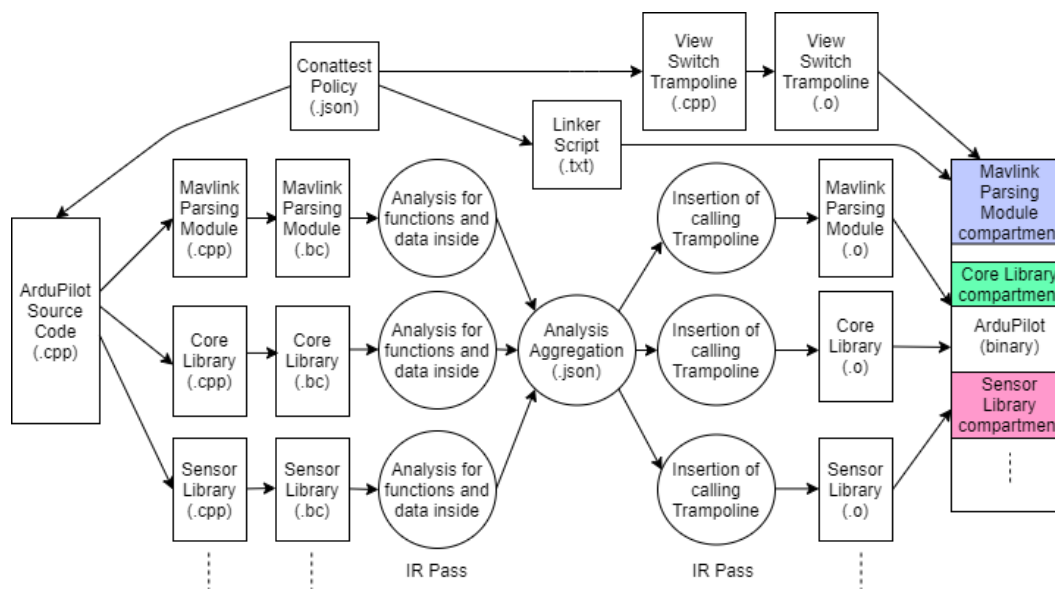 Conattest
Policy
(.json)
View
Switch
Trampoline
(.cpp)
View
Switch
Trampoline
(.o)
Linker
Script
(.txt)
ArduPilot
Source
Code
(.cpp)
Mavlink
Parsing
Module
(.cpp)
Mavlink
Parsing
Module
(.bc)
Analysis for
functions and
data inside
Insertion of
calling
Trampoline
Mavlink
Parsing
Module
(.o)
Mavlink
Parsing
Module
compartment
Core
Library
(.cpp)
Core
Library
(.bc)
Analysis for
functions and
data inside
Analysis
Aggregation
(.json)
Insertion of
calling
Trampoline
Core
Library
(.o)
Core Library
compartment
ArduPilot
(binary)
Sensor
Library
(.cpp)
Sensor
Library
(.bc)
Analysis for
functions and
data inside
Insertion of
calling
Trampoline
Sensor
Library
(.o)
Sensor
Library
compartment
IR Pass
IR Pass